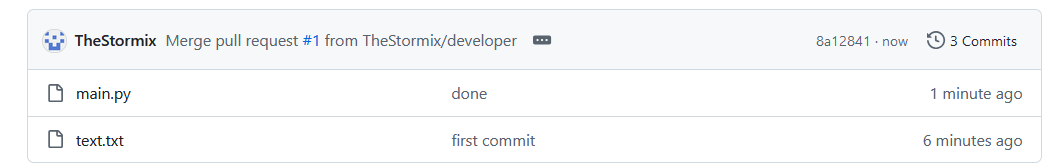 TheStormix Merge pull request #1 from TheStormix/developer ... 8a12841 · now 3 Commits
main.py done 1 minute ago
text.txt first commit 6 minutes ago